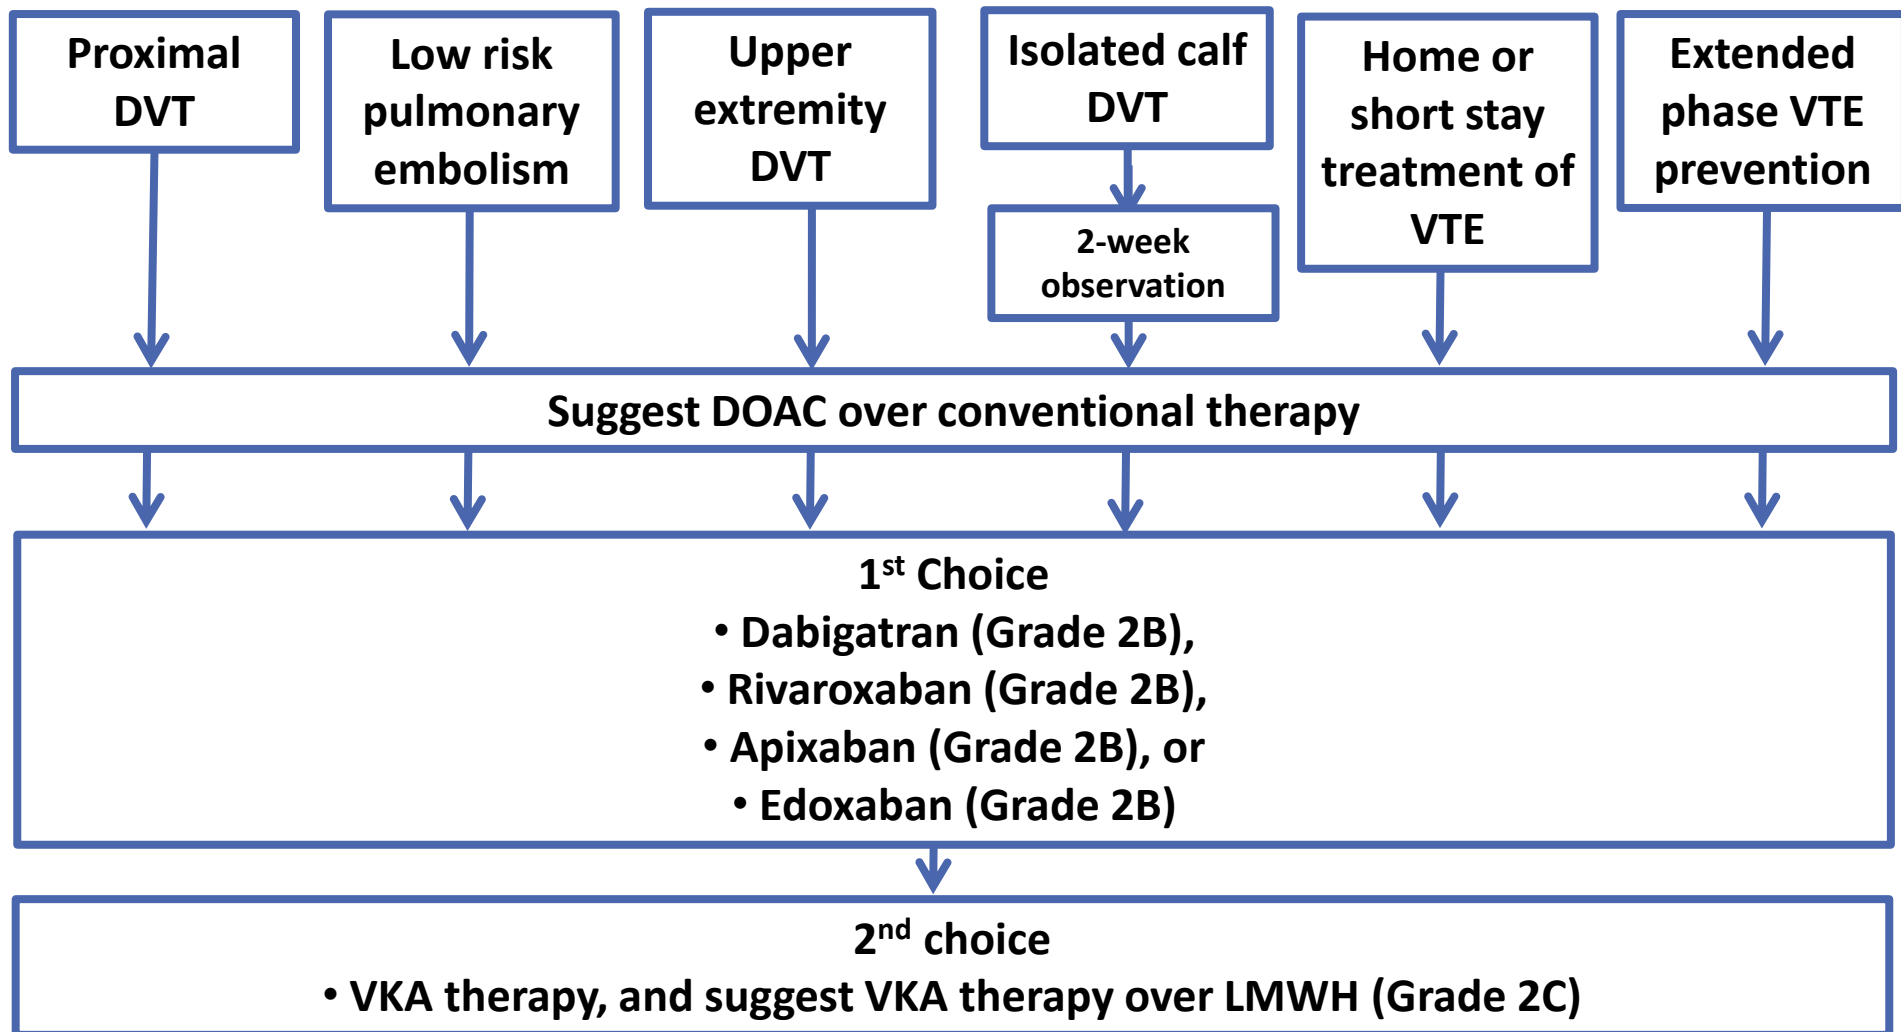 Proximal
DVT
Low risk
pulmonary
embolism
Upper
extremity
DVT
Isolated calf
DVT
2-week
observation
Home or
short stay
treatment of
VTE
Extended
phase VTE
prevention
Suggest DOAC over conventional therapy
1st Choice
• Dabigatran (Grade 2B),
• Rivaroxaban (Grade 2B),
• Apixaban (Grade 2B), or
• Edoxaban (Grade 2B)
2nd choice
• VKA therapy, and suggest VKA therapy over LMWH (Grade 2C)